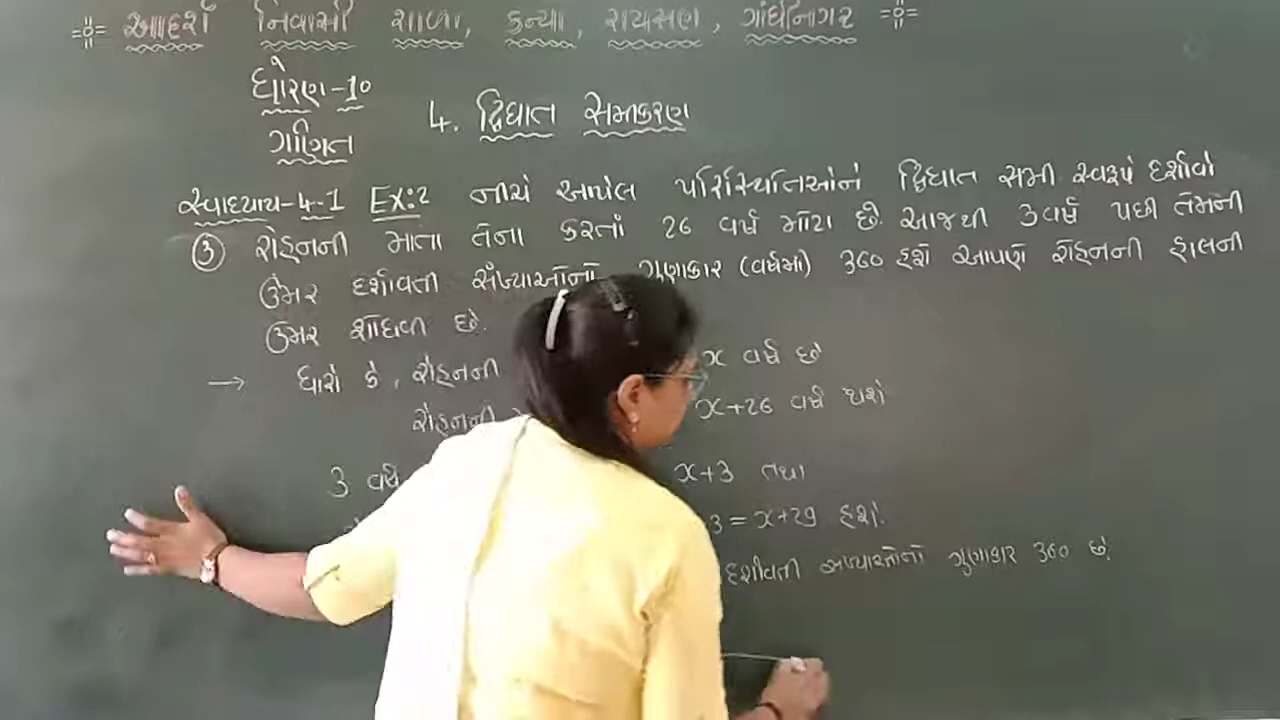 આદર્શ નિવાસી શાળા, કન્યા, રાયસણ, ગાંધીનગર
ધોરણ-10
ગણિત
4. દ્વિઘાત સમીકરણ
સ્વાધ્યાય-4-1 EX:2 નીચે આપેલ પરિસ્થિતિઓને દ્વિઘાત સમી. સ્વરૂપે દર્શાવો
③ રોહનની માતા તેના કરતાં 26 વર્ષ મોટા છે. આજથી 3 વર્ષ પછી તેમની
ઉંમર દર્શાવતી સંખ્યાઓનો ગુણાકાર (વર્ષમાં) 360 હશે આપણે રોહનની હાલની
ઉંમર શોધવી છે.
→ ધારો કે, રોહનની x વર્ષ છે
રોહનની x+26 વર્ષ થશે
3 વર્ષ x+3 તથા
3 = x+29 હશે.
દર્શાવતી સંખ્યાઓનો ગુણાકાર 360 છે.